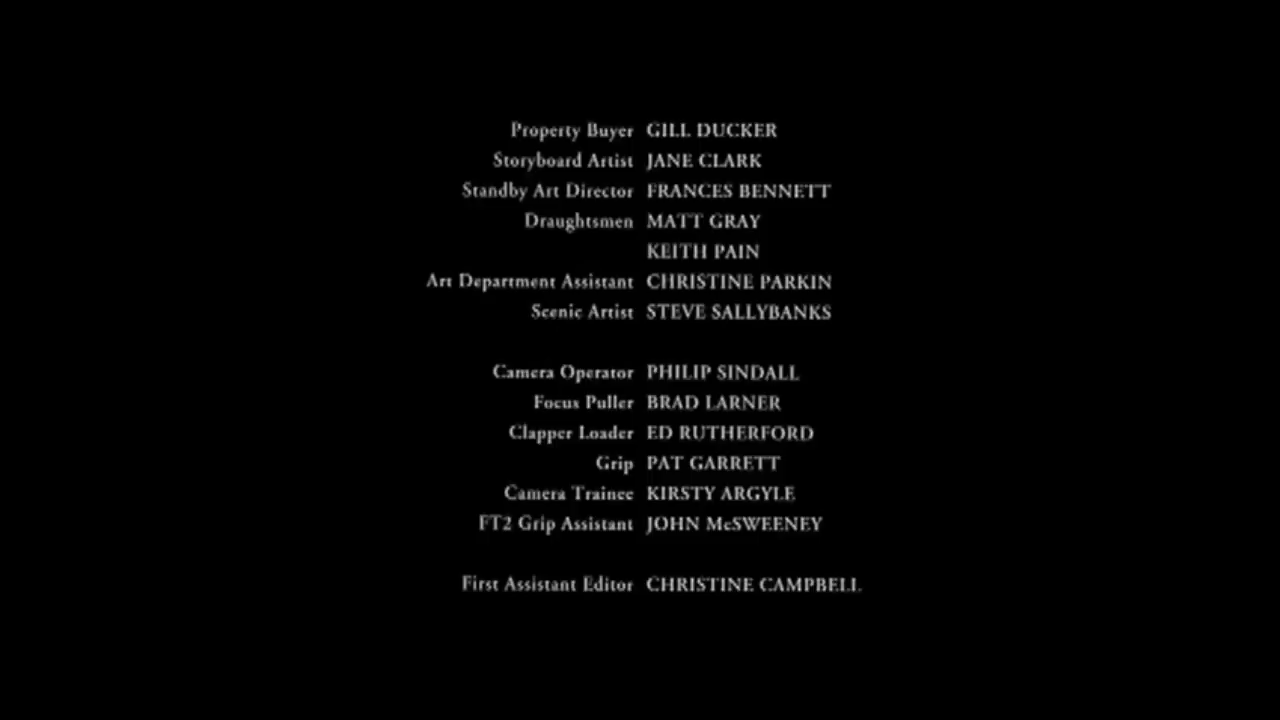 Property Buyer GILL DUCKER
Storyboard Artist JANE CLARK
Standby Art Director FRANCES BENNETT
Draughtsmen MATT GRAY
KEITH PAIN
Art Department Assistant CHRISTINE PARKIN
Scenic Artist STEVE SALLYBANKS
Camera Operator PHILIP SINDALL
Focus Puller BRAD LARNER
Clapper Loader ED RUTHERFORD
Grip PAT GARRETT
Camera Trainee KIRSTY ARGYLE
FT2 Grip Assistant JOHN McSWEENEY
First Assistant Editor CHRISTINE CAMPBELL